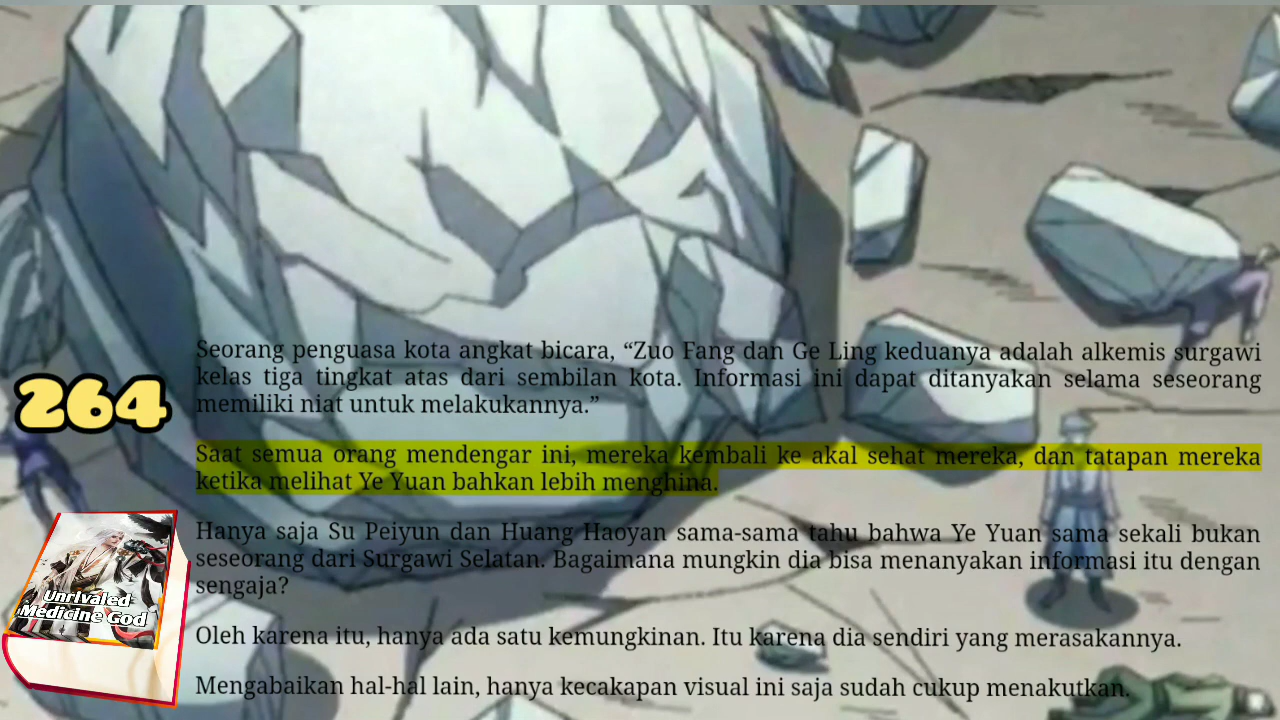 Seorang penguasa kota angkat bicara, “Zuo Fang dan Ge Ling keduanya adalah alkemis surgawi
kelas tiga tingkat atas dari sembilan kota. Informasi ini dapat ditanyakan selama seseorang
memiliki niat untuk melakukannya.”
264
Saat semua orang mendengar ini, mereka kembali ke akal sehat mereka, dan tatapan mereka
ketika melihat Ye Yuan bahkan lebih menghina.
Hanya saja Su Peiyun dan Huang Haoyan sama-sama tahu bahwa Ye Yuan sama sekali bukan
seseorang dari Surgawi Selatan. Bagaimana mungkin dia bisa menanyakan informasi itu dengan
sengaja?
Unrivaled
Medicine God
Oleh karena itu, hanya ada satu kemungkinan. Itu karena dia sendiri yang merasakannya.
Mengabaikan hal-hal lain, hanya kecakapan visual ini saja sudah cukup menakutkan.